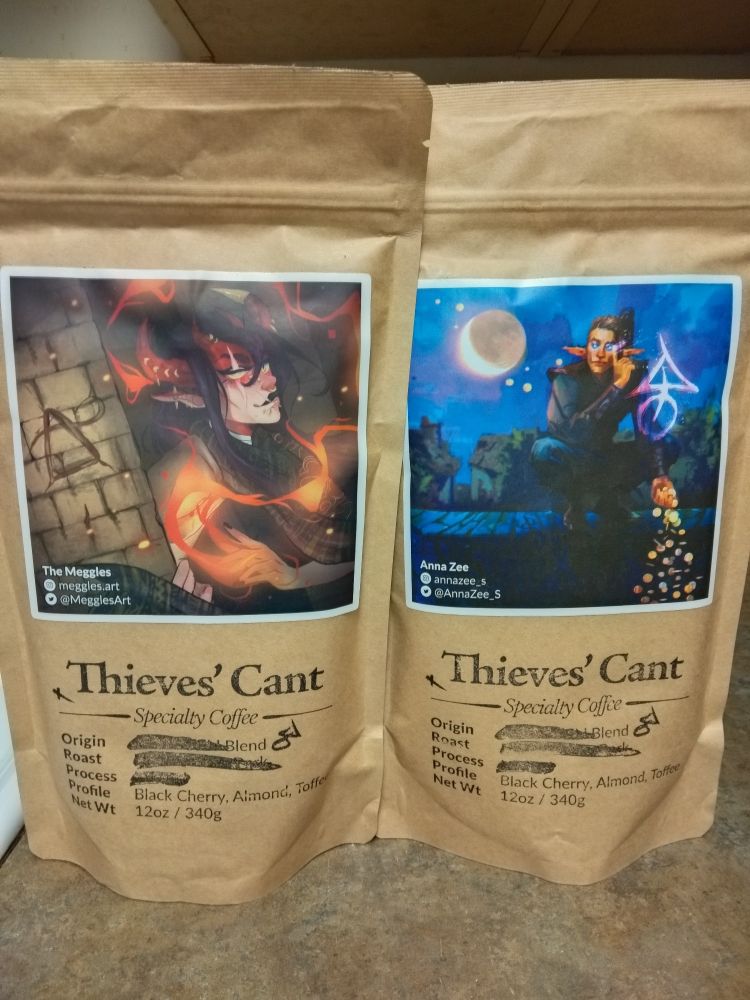 The Meggles
meggles.art
@MegglesArt
Thieves' Cant
Specialty Coffee
Origin Blend
Roast
Process
Profile Black Cherry, Almond, Toffee
Net Wt 12oz / 340g
Anna Zee
annazee_s
@AnnaZee_S
Thieves' Cant
Specialty Coffee
Origin Blend
Roast
Process
Profile Black Cherry, Almond, Toffee
Net Wt 12oz / 340g